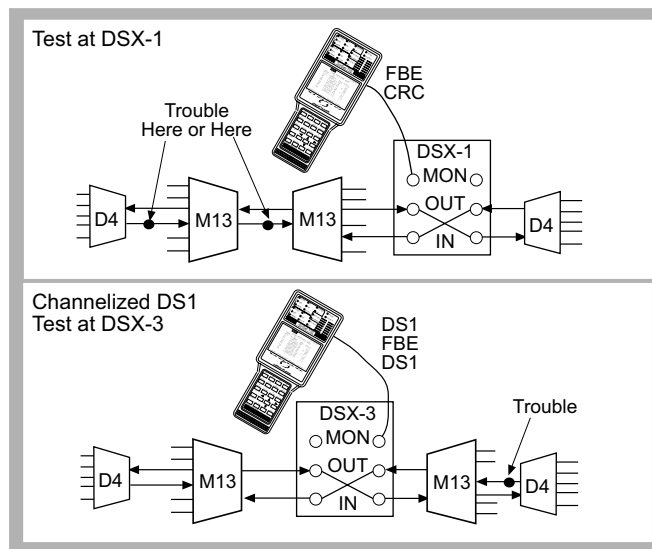 Test at DSX-1
FBE
CRC
Trouble
Here or Here
DSX-1
MON
OUT
IN
D4
M13
M13
D4
Channelized DS1
Test at DSX-3
DS1
FBE
DS1
DSX-3
Trouble
MON
OUT
IN
D4
M13
M13
D4